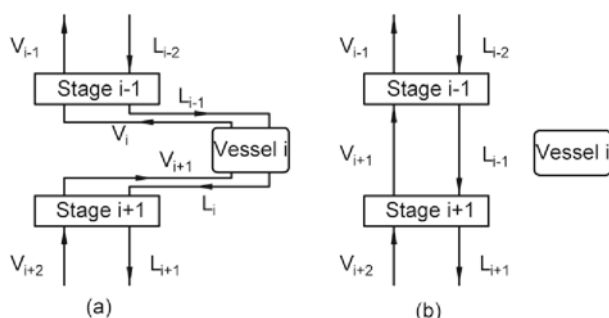 V_{i-1} L_{i-2}
Stage i-1
L_{i-1}
V_i
Vessel i
V_{i+1}
L_i
Stage i+1
V_{i+2} L_{i+1}
(a)
V_{i-1} L_{i-2}
Stage i-1
V_{i+1} L_{i-1}
Vessel i
Stage i+1
V_{i+2} L_{i+1}
(b)